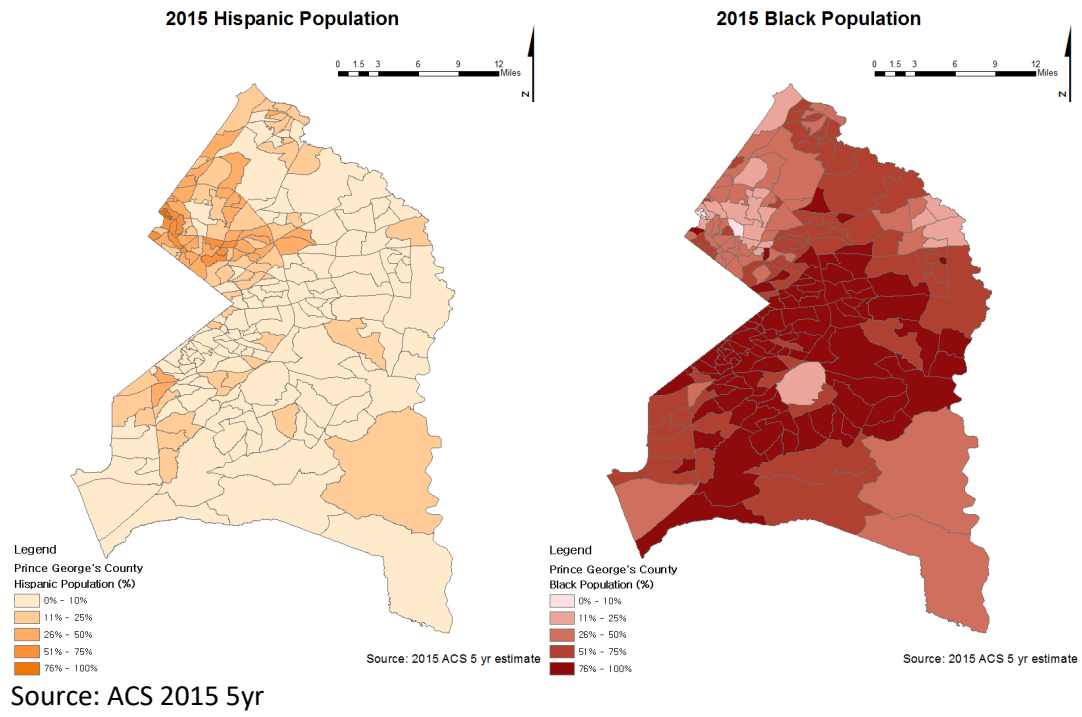 2015 Hispanic Population
0 1.5 3 6 9 12
Miles
N
Legend
Prince George's County
Hispanic Population (%)
0% - 10%
11% - 25%
26% - 50%
51% - 75%
76% - 100%
Source: 2015 ACS 5 yr estimate
2015 Black Population
0 1.5 3 6 9 12
Miles
N
Legend
Prince George's County
Black Population (%)
0% - 10%
11% - 25%
26% - 50%
51% - 75%
76% - 100%
Source: 2015 ACS 5 yr estimate
Source: ACS 2015 5yr